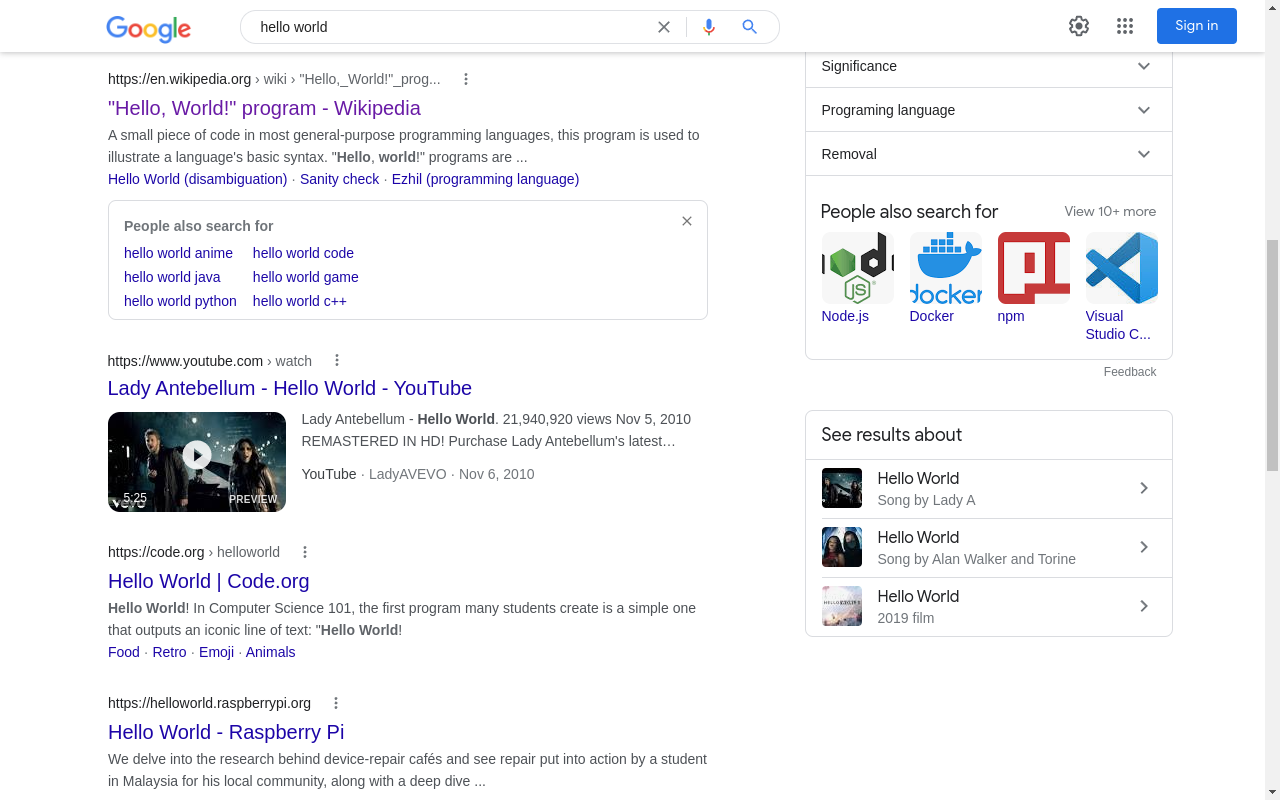 Google
hello world
Sign in
https://en.wikipedia.org › wiki › "Hello,_World!"_prog...
"Hello, World!" program - Wikipedia
A small piece of code in most general-purpose programming languages, this program is used to
illustrate a language's basic syntax. "Hello, world!" programs are ...
Hello World (disambiguation) · Sanity check · Ezhil (programming language)
People also search for
hello world anime
hello world code
hello world java
hello world game
hello world python
hello world c++
https://www.youtube.com › watch
Lady Antebellum - Hello World - YouTube
Lady Antebellum - Hello World. 21,940,920 views Nov 5, 2010
REMASTERED IN HD! Purchase Lady Antebellum's latest…
YouTube · LadyAVEVO · Nov 6, 2010
5:25
vevo
PREVIEW
https://code.org › helloworld
Hello World | Code.org
Hello World! In Computer Science 101, the first program many students create is a simple one
that outputs an iconic line of text: "Hello World!
Food · Retro · Emoji · Animals
https://helloworld.raspberrypi.org
Hello World - Raspberry Pi
We delve into the research behind device-repair cafés and see repair put into action by a student
in Malaysia for his local community, along with a deep dive ...
Significance
Programing language
Removal
People also search for
View 10+ more
JS
docker
Node.js
Docker
npm
Visual
Studio C...
Feedback
See results about
Hello World
Song by Lady A
Hello World
Song by Alan Walker and Torine
Hello World
2019 film